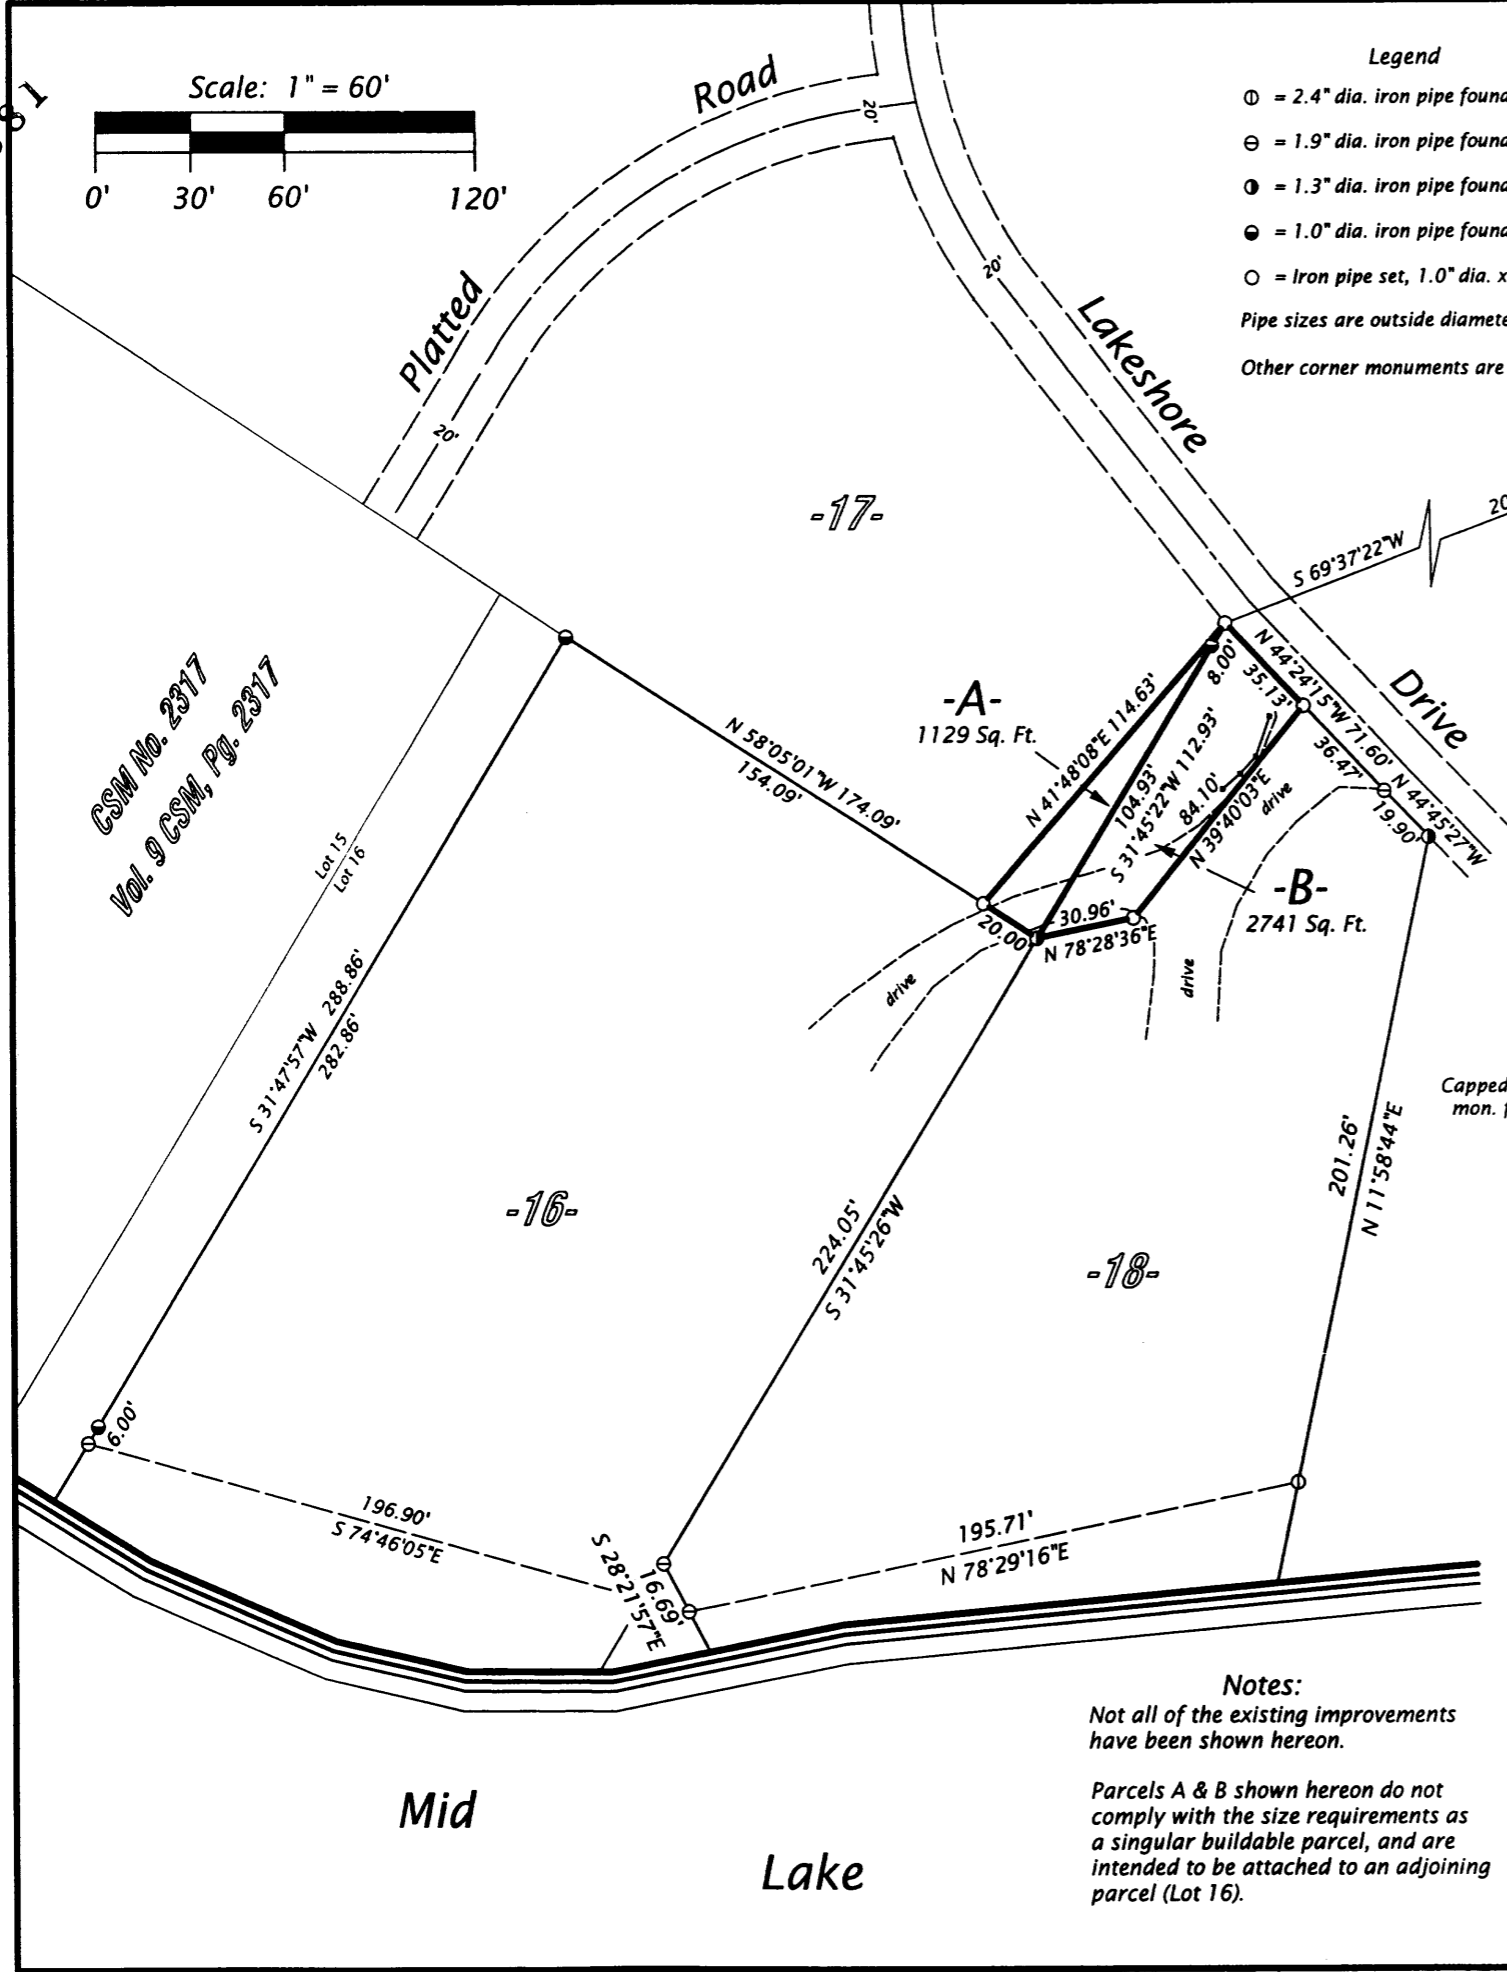 81
Scale: 1" = 60'
0' 30' 60' 120'
Legend
= 2.4" dia. iron pipe found
= 1.9" dia. iron pipe found
= 1.3" dia. iron pipe found
= 1.0" dia. iron pipe found
= Iron pipe set, 1.0" dia. x
Pipe sizes are outside diamete
Other corner monuments are
Platted Road
20'
20'
20'
Lakeshore Drive
-17-
S 69°37'22"W
20
CSM No. 2317
Vol. 9 CSM, Pg. 2317
Lot 15
Lot 16
N 58°05'01"W 174.09'
154.09'
-A-
1129 Sq. Ft.
N 41°48'08"E 114.63'
8.00'
104.93'
S 31°45'22"W 112.93'
84.10'
N 39°40'03"E
N 44°24'15"W 71.60'
35.13'
36.47'
N 44°45'27"W
19.90'
drive
-B-
2741 Sq. Ft.
20.00'
30.96'
N 78°28'36"E
drive
drive
S 31°47'57"W 288.86'
282.86'
Capped
mon. f
201.26'
N 11°58'44"E
-16-
224.05'
S 31°45'26"W
-18-
6.00'
196.90'
S 74°46'05"E
S 28°21'57"E
16.69'
195.71'
N 78°29'16"E
Mid
Lake
Notes:
Not all of the existing improvements
have been shown hereon.
Parcels A & B shown hereon do not
comply with the size requirements as
a singular buildable parcel, and are
intended to be attached to an adjoining
parcel (Lot 16).